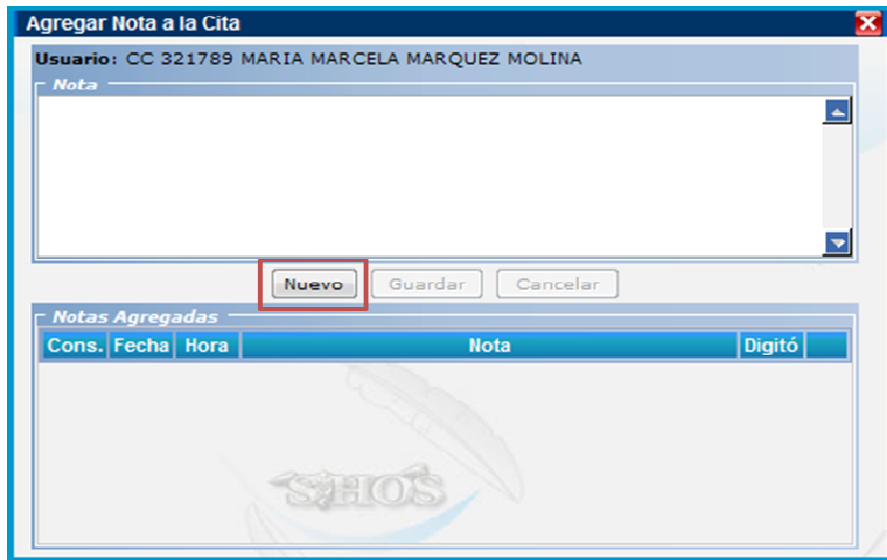 Agregar Nota a la Cita
Usuario: CC 321789 MARIA MARCELA MARQUEZ MOLINA
Nota
Nuevo Guardar Cancelar
Notas Agregadas
Cons. Fecha Hora Nota Digitó
SHOS